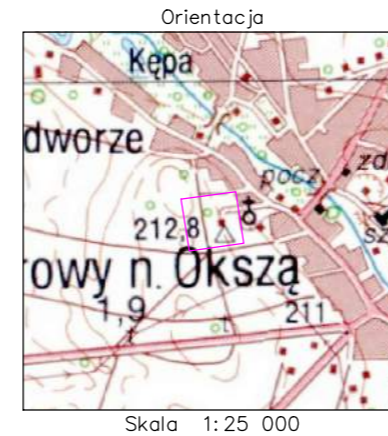 Orientacja
Kępa
dworze
pocz.
zd
212,8
sz
rowy n. Okszą
1,9
211
Skala 1:25 000